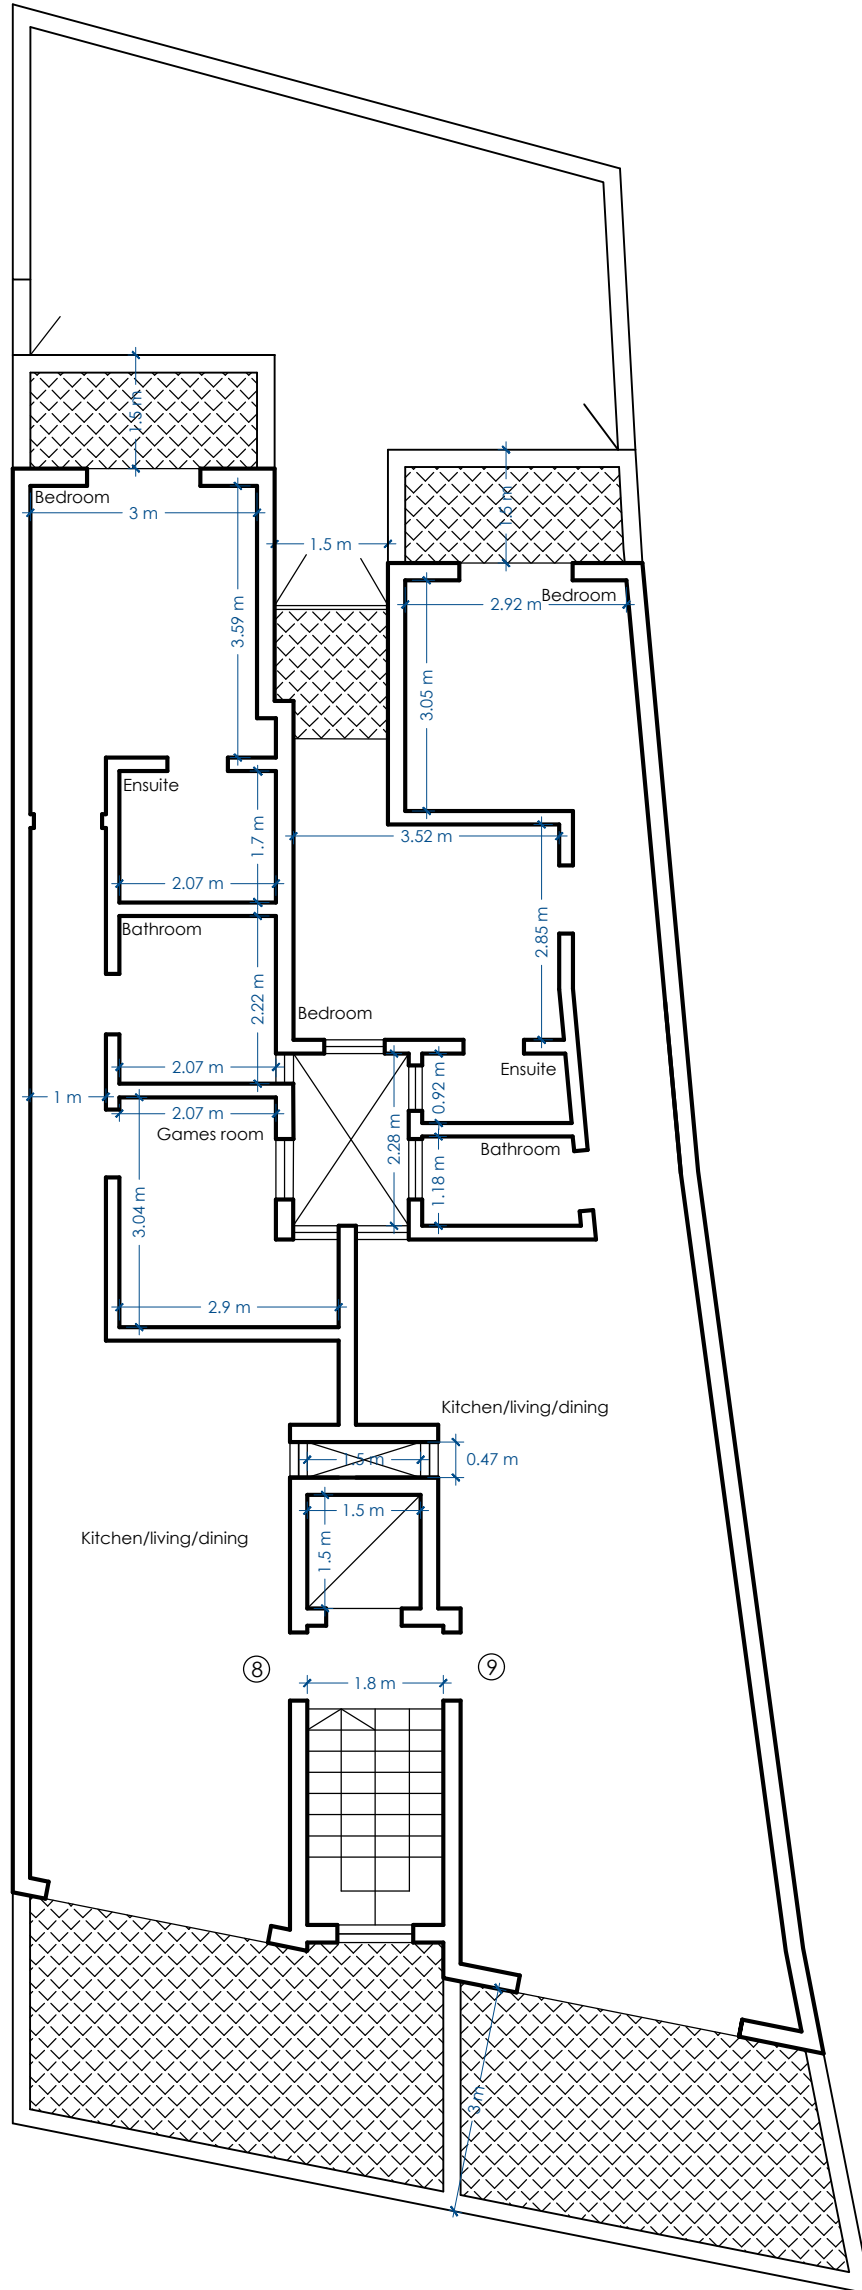 1.5 m
Bedroom
3 m
1.5 m
1.5 m
Bedroom
2.92 m
3.59 m
3.05 m
Ensuite
3.52 m
1.7 m
2.07 m
Bathroom
2.85 m
2.22 m
Bedroom
2.07 m
Ensuite
1 m
0.92 m
2.07 m
Games room
2.28 m
Bathroom
1.18 m
3.04 m
2.9 m
Kitchen/living/dining
1.5 m
0.47 m
1.5 m
Kitchen/living/dining
1.5 m
8
9
1.8 m
3 m